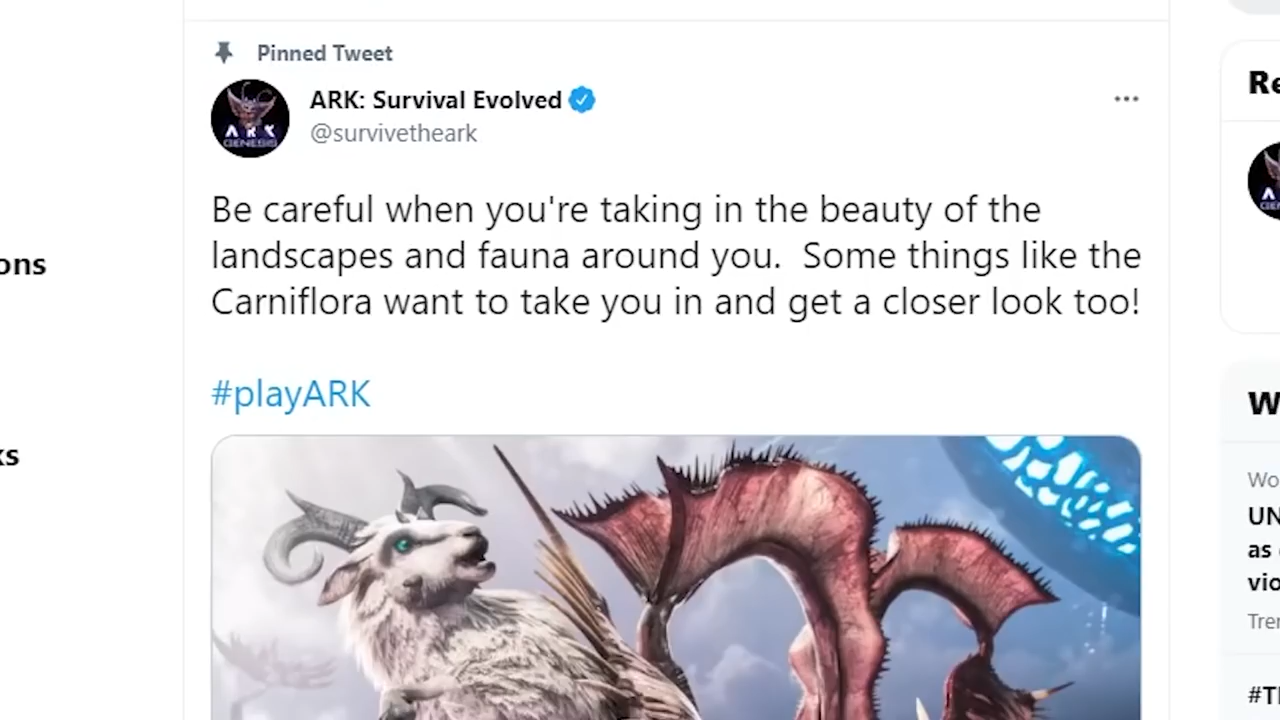 Pinned Tweet
ARK: Survival Evolved
@survivetheark
Be careful when you're taking in the beauty of the
landscapes and fauna around you.  Some things like the
Carniflora want to take you in and get a closer look too!
#playARK
ARK
GENESIS
ons
ks
Re
W
Wo
UN
as
vio
Tren
#T